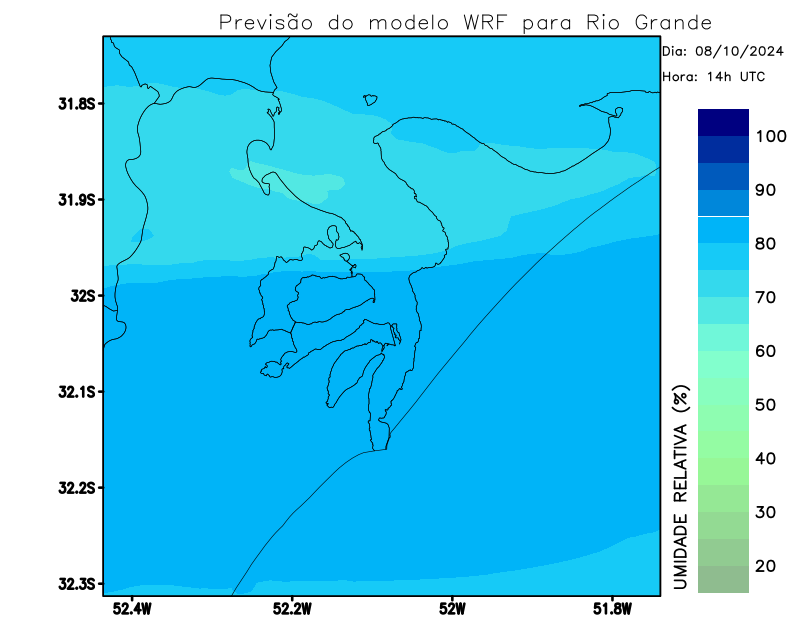 Previsão do modelo WRF para Rio Grande
Dia: 08/10/2024
Hora: 14h UTC
31.8S
31.9S
32S
32.1S
32.2S
32.3S
52.4W
52.2W
52W
51.8W
UMIDADE RELATIVA (%)
100
90
80
70
60
50
40
30
20